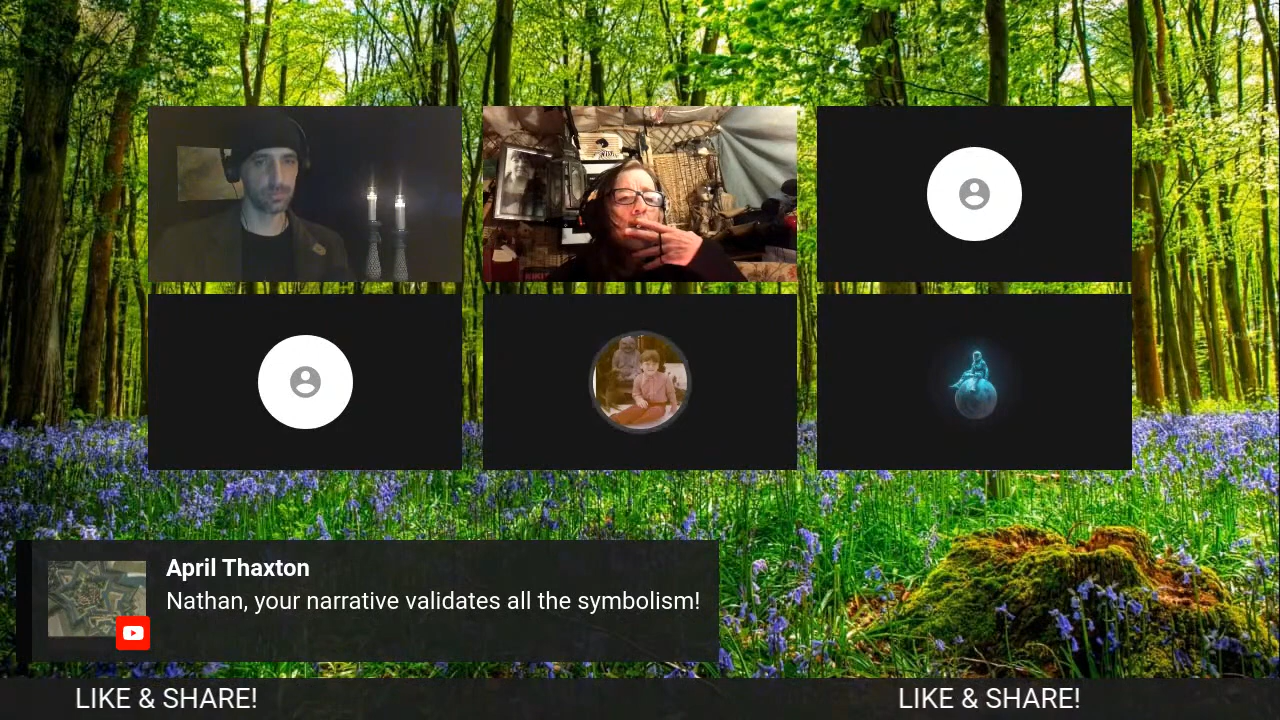 April Thaxton
Nathan, your narrative validates all the symbolism!
LIKE & SHARE!
LIKE & SHARE!